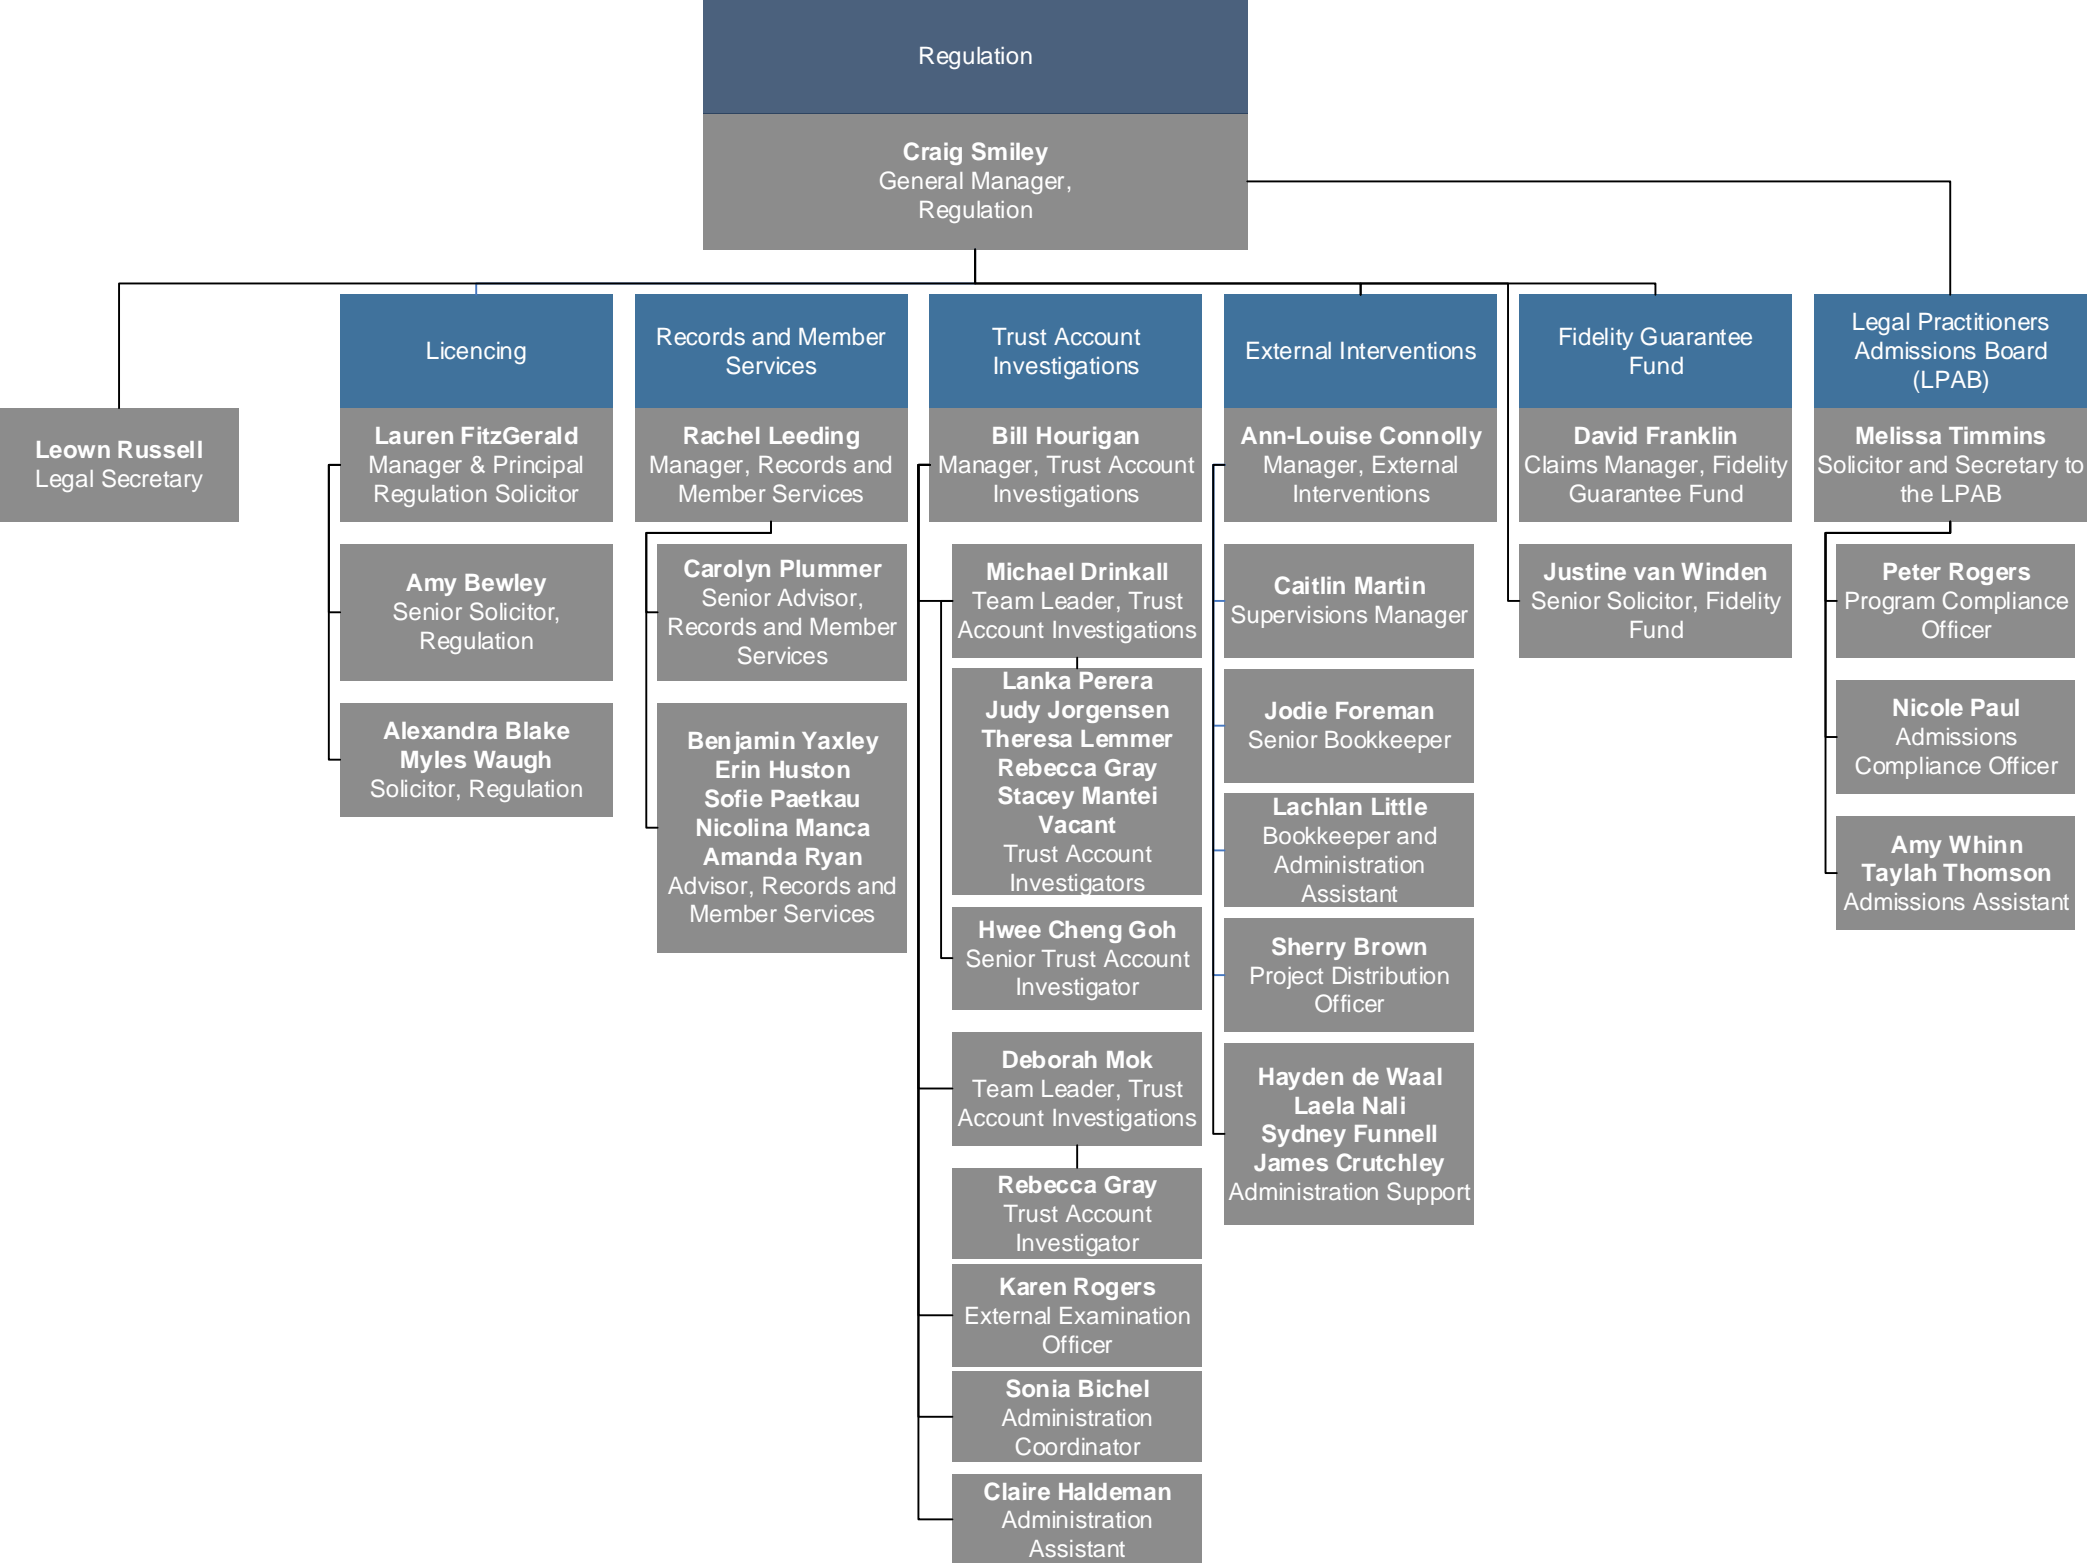 Regulation
Craig Smiley
General Manager,
Regulation
Leown Russell
Legal Secretary
Licencing
Lauren FitzGerald
Manager & Principal
Regulation Solicitor
Amy Bewley
Senior Solicitor,
Regulation
Alexandra Blake
Myles Waugh
Solicitor, Regulation
Records and Member
Services
Rachel Leeding
Manager, Records and
Member Services
Carolyn Plummer
Senior Advisor,
Records and Member
Services
Benjamin Yaxley
Erin Huston
Sofie Paetkau
Nicolina Manca
Amanda Ryan
Advisor, Records and
Member Services
Trust Account
Investigations
Bill Hourigan
Manager, Trust Account
Investigations
Michael Drinkall
Team Leader, Trust
Account Investigations
Lanka Perera
Judy Jorgensen
Theresa Lemmer
Rebecca Gray
Stacey Mantei
Vacant
Trust Account
Investigators
Hwee Cheng Goh
Senior Trust Account
Investigator
Deborah Mok
Team Leader, Trust
Account Investigations
Rebecca Gray
Trust Account
Investigator
Karen Rogers
External Examination
Officer
Sonia Bichel
Administration
Coordinator
Claire Haldeman
Administration
Assistant
External Interventions
Ann-Louise Connolly
Manager, External
Interventions
Caitlin Martin
Supervisions Manager
Jodie Foreman
Senior Bookkeeper
Lachlan Little
Bookkeeper and
Administration
Assistant
Sherry Brown
Project Distribution
Officer
Hayden de Waal
Laela Nali
Sydney Funnell
James Crutchley
Administration Support
Fidelity Guarantee
Fund
David Franklin
Claims Manager, Fidelity
Guarantee Fund
Justine van Winden
Senior Solicitor, Fidelity
Fund
Legal Practitioners
Admissions Board
(LPAB)
Melissa Timmins
Solicitor and Secretary to
the LPAB
Peter Rogers
Program Compliance
Officer
Nicole Paul
Admissions
Compliance Officer
Amy Whinn
Taylah Thomson
Admissions Assistant